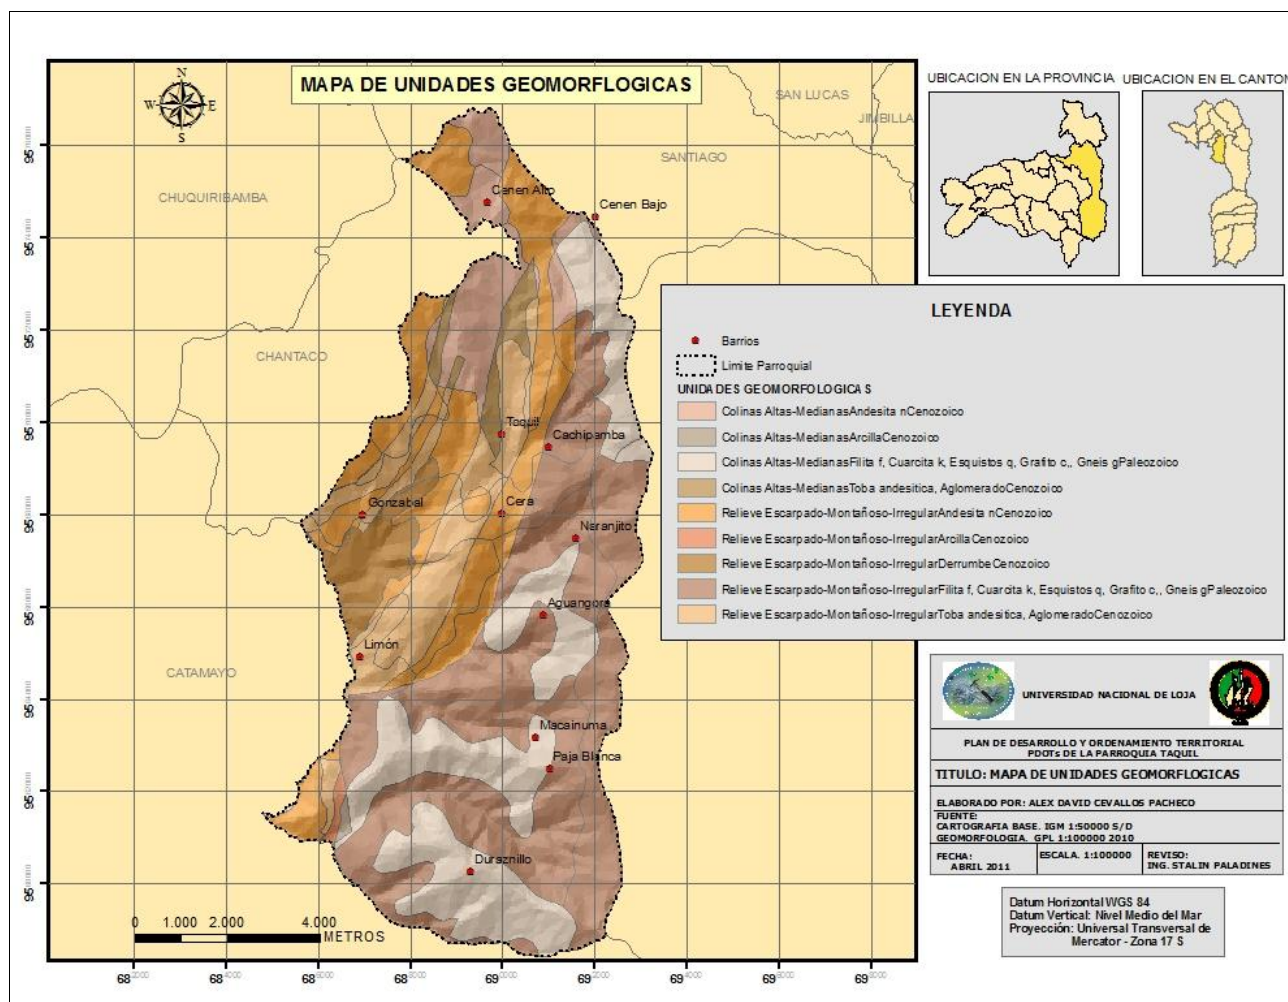 MAPA DE UNIDADES GEOMORFLOGICAS
N
W
E
S
SAN LUCAS
JIMBILLA
SANTIAGO
CHUQUIRIBAMBA
CHANTACO
CATAMAYO
Cenen Alto
Cenen Bajo
Toquil
Cachipamba
Gonzabal
Cera
Naranjito
Aguangora
Limón
Macainuma
Paja Blanca
Dursznillo
0 1.000 2.000 4.000
METROS
UBICACION EN LA PROVINCIA
UBICACION EN EL CANTON
LEYENDA
Barrios
Limite Parroquial
UNIDADES GEOMORFOLOGICAS
Colinas Altas-MedianasAndesita nCenozoico
Colinas Altas-MedianasArcillaCenozoico
Colinas Altas-MedianasFilita f, Cuarcita k, Esquistos q, Grafito c,, Gneis gPaleozoico
Colinas Altas-MedianasToba andesitica, AglomeradoCenozoico
Relieve Escarpado-Montañoso-IrregularAndesita nCenozoico
Relieve Escarpado-Montañoso-IrregularArcillaCenozoico
Relieve Escarpado-Montañoso-IrregularDerrumbeCenozoico
Relieve Escarpado-Montañoso-IrregularFilita f, Cuarcita k, Esquistos q, Grafito c,, Gneis gPaleozoico
Relieve Escarpado-Montañoso-IrregularToba andesitica, AglomeradoCenozoico
UNIVERSIDAD NACIONAL DE LOJA
PLAN DE DESARROLLO Y ORDENAMIENTO TERRITORIAL
PDOTs DE LA PARROQUIA TAQUIL
TITULO: MAPA DE UNIDADES GEOMORFLOGICAS
ELABORADO POR: ALEX DAVID CEVALLOS PACHECO
FUENTE:
CARTOGRAFIA BASE. IGM 1:50000 S/D
GEOMORFOLOGIA. GPL 1:100000 2010
FECHA:
ABRIL 2011
ESCALA. 1:100000
REVISO:
ING. STALIN PALADINES
Datum Horizontal WGS 84
Datum Vertical: Nivel Medio del Mar
Proyección: Universal Transversal de
Mercator - Zona 17 S